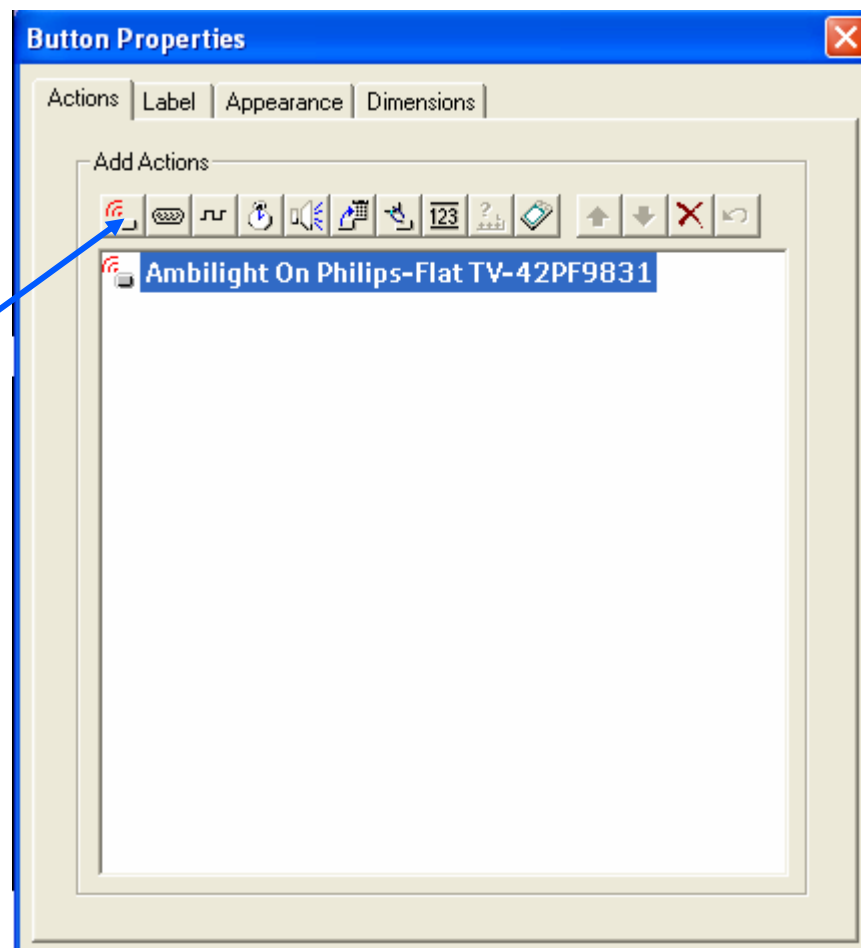 Button Properties
Actions Label Appearance Dimensions
Add Actions
123
Ambilight On Philips-Flat TV-42PF9831